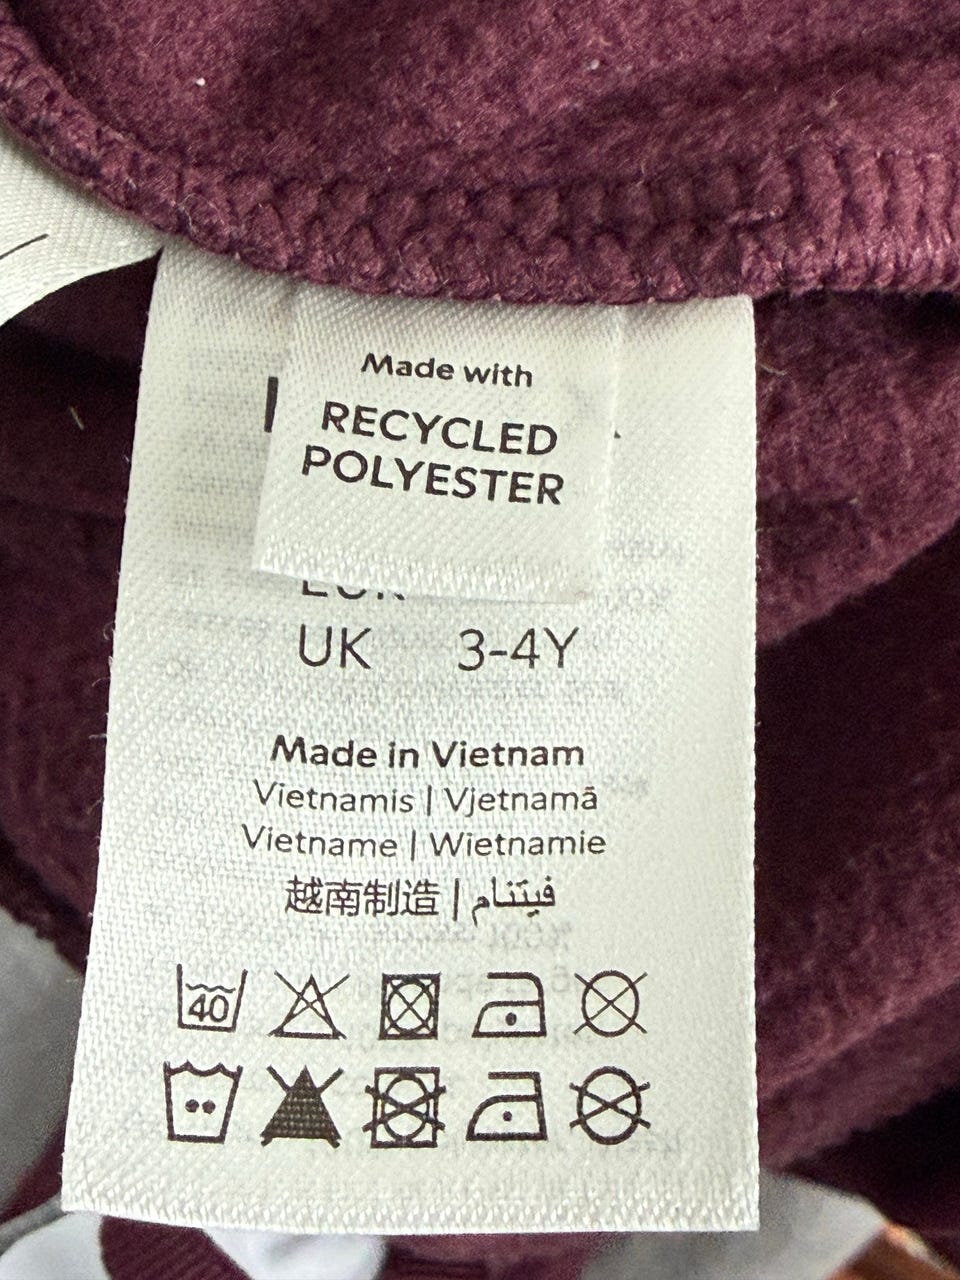 Made with
RECYCLED
POLYESTER
UK 3-4Y
Made in Vietnam
Vietnamis | Vjetnamā
Vietname | Wietnamie
越南制造 | فيتنام
40